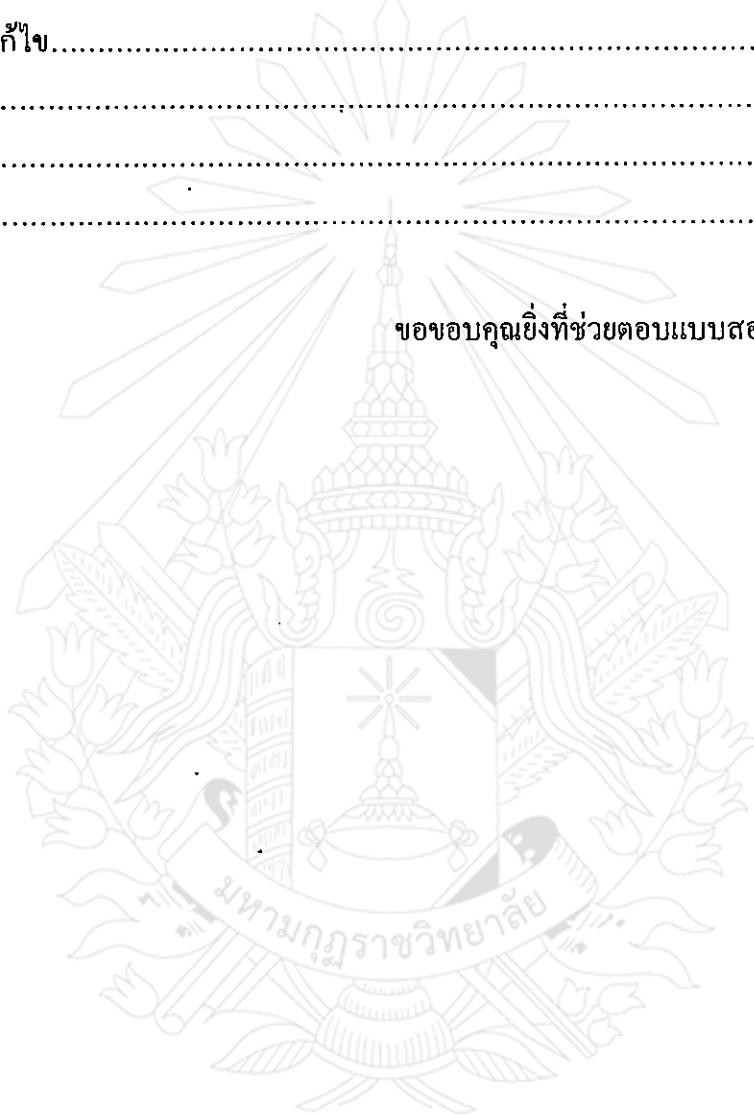 ก้ไข..........................................................................................
..........................................................................................
..........................................................................................
..........................................................................................
ขอขอบคุณยิ่งที่ช่วยตอบแบบสอ
มหามกุฏราชวิทยาลัย